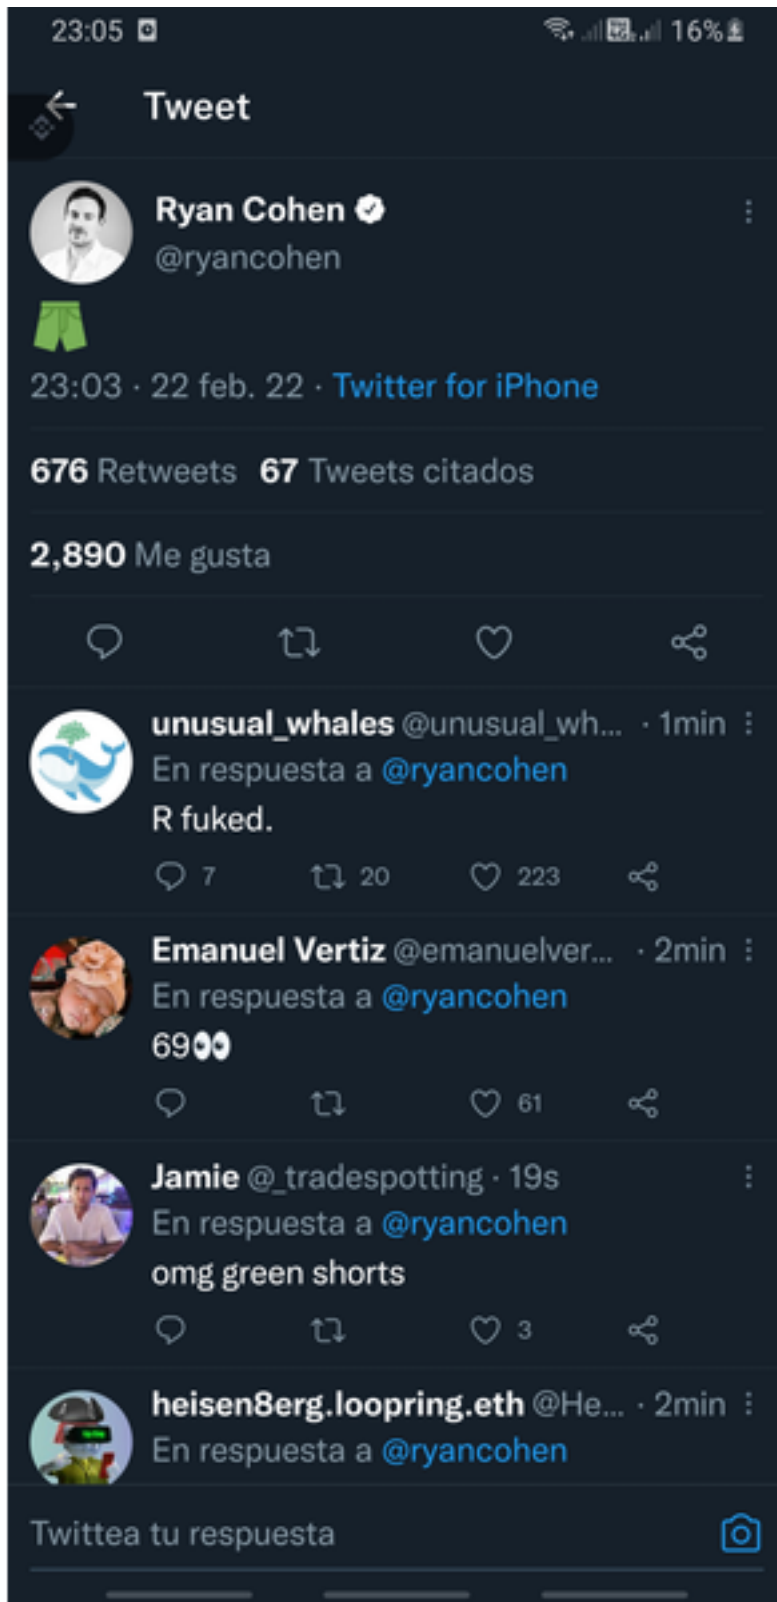 23:05 16%
Tweet
Ryan Cohen
@ryancohen
🩳
23:03 · 22 feb. 22 · Twitter for iPhone
676 Retweets 67 Tweets citados
2,890 Me gusta
unusual_whales @unusual_wh... · 1min
En respuesta a @ryancohen
R fuked.
7 20 223
Emanuel Vertiz @emanuelver... · 2min
En respuesta a @ryancohen
69👀
61
Jamie @_tradespotting · 19s
En respuesta a @ryancohen
omg green shorts
3
heisen8erg.loopring.eth @He... · 2min
En respuesta a @ryancohen
Twittea tu respuesta